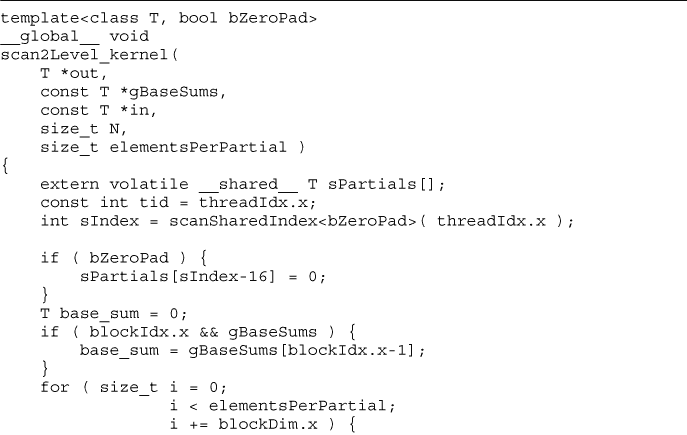 template<class T, bool bZeroPad>
__global__ void
scan2Level_kernel(
    T *out,
    const T *gBaseSums,
    const T *in,
    size_t N,
    size_t elementsPerPartial )
{
    extern volatile __shared__ T sPartials[];
    const int tid = threadIdx.x;
    int sIndex = scanSharedIndex<bZeroPad>( threadIdx.x );

    if ( bZeroPad ) {
        sPartials[sIndex-16] = 0;
    }
    T base_sum = 0;
    if ( blockIdx.x && gBaseSums ) {
        base_sum = gBaseSums[blockIdx.x-1];
    }
    for ( size_t i = 0;
                 i < elementsPerPartial;
                 i += blockDim.x ) {